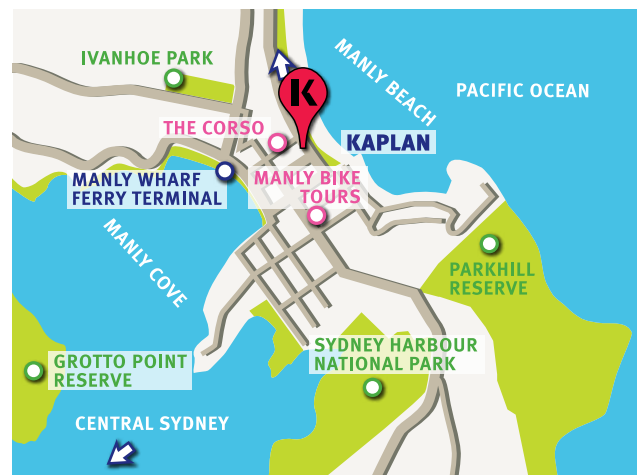 IVANHOE PARK
MANLY BEACH
PACIFIC OCEAN
K
THE CORSO
KAPLAN
MANLY WHARF
FERRY TERMINAL
MANLY BIKE
TOURS
MANLY COVE
PARKHILL
RESERVE
GROTTO POINT
RESERVE
SYDNEY HARBOUR
NATIONAL PARK
CENTRAL SYDNEY